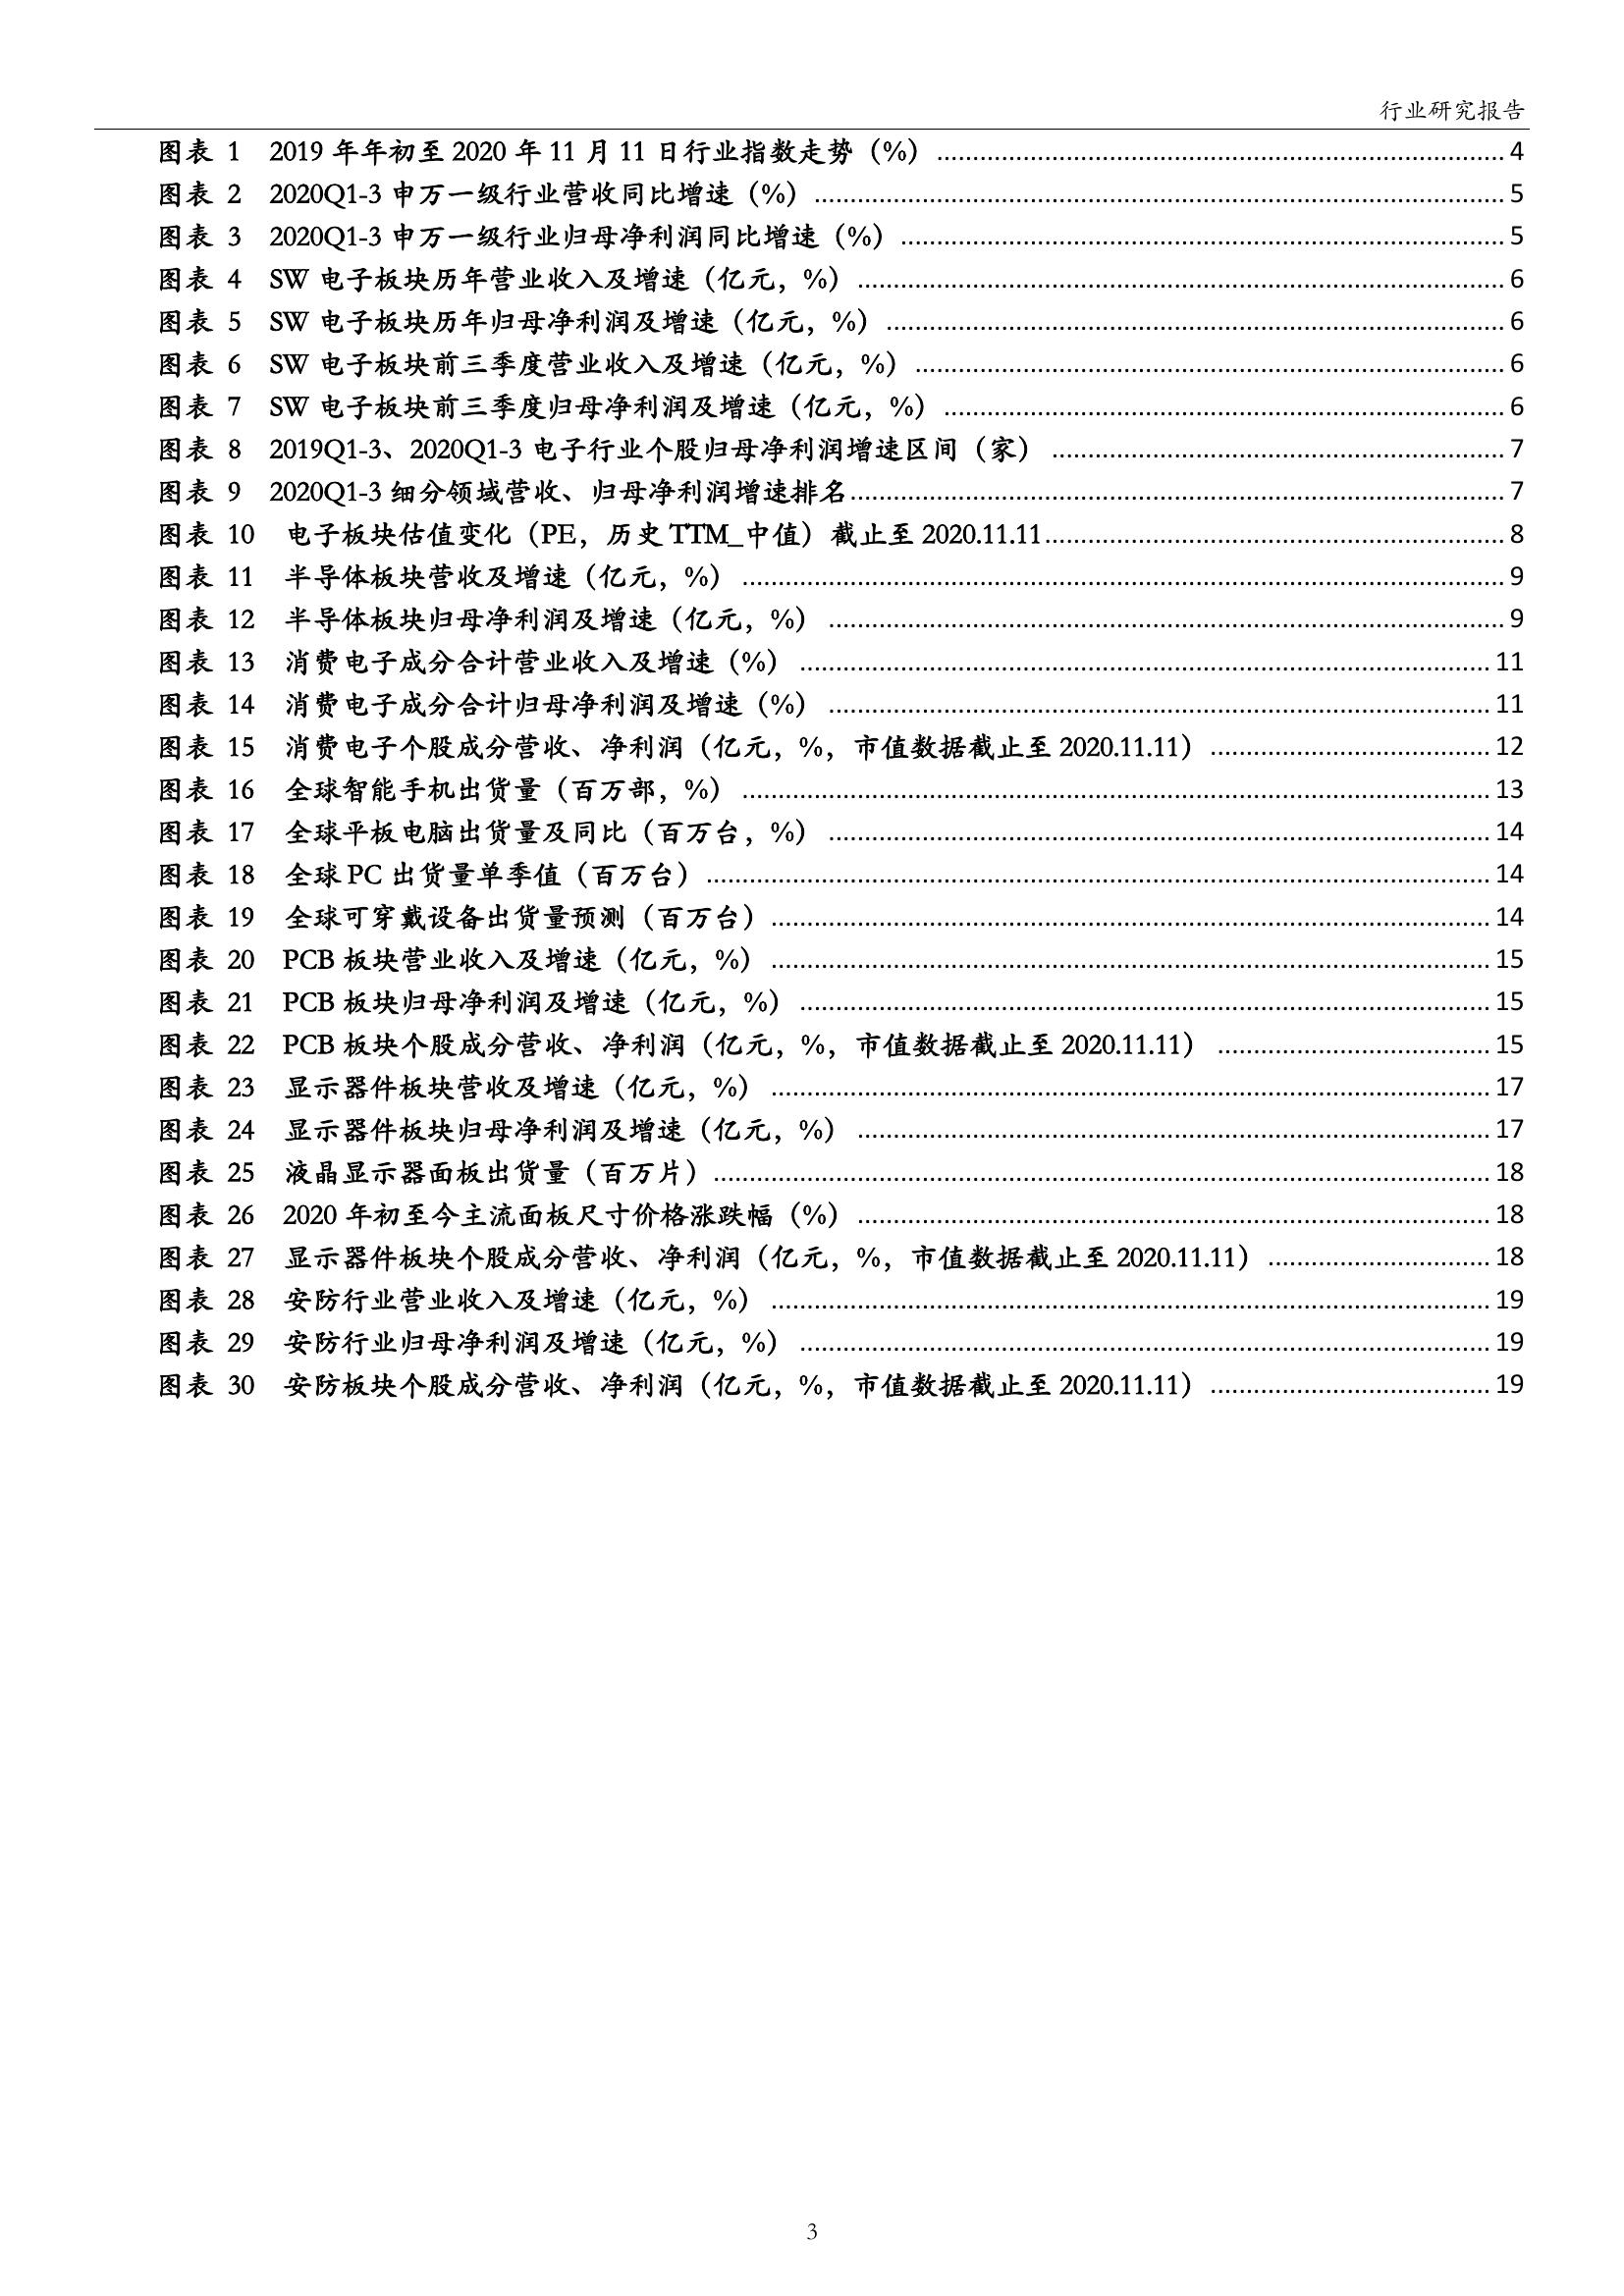 行业研究报告
图表 1 2019 年年初至 2020 年 11 月 11 日行业指数走势（%） 4
图表 2 2020Q1-3 申万一级行业营收同比增速（%） 5
图表 3 2020Q1-3 申万一级行业归母净利润同比增速（%） 5
图表 4 SW 电子板块历年营业收入及增速（亿元，%） 6
图表 5 SW 电子板块历年归母净利润及增速（亿元，%） 6
图表 6 SW 电子板块前三季度营业收入及增速（亿元，%） 6
图表 7 SW 电子板块前三季度归母净利润及增速（亿元，%） 6
图表 8 2019Q1-3、2020Q1-3 电子行业个股归母净利润增速区间（家） 7
图表 9 2020Q1-3 细分领域营收、归母净利润增速排名 7
图表 10 电子板块估值变化（PE，历史 TTM_中值）截止至 2020.11.11 8
图表 11 半导体板块营收及增速（亿元，%） 9
图表 12 半导体板块归母净利润及增速（亿元，%） 9
图表 13 消费电子成分合计营业收入及增速（%） 11
图表 14 消费电子成分合计归母净利润及增速（%） 11
图表 15 消费电子个股成分营收、净利润（亿元，%，市值数据截止至 2020.11.11） 12
图表 16 全球智能手机出货量（百万部，%） 13
图表 17 全球平板电脑出货量及同比（百万台，%） 14
图表 18 全球 PC 出货量单季值（百万台） 14
图表 19 全球可穿戴设备出货量预测（百万台） 14
图表 20 PCB 板块营业收入及增速（亿元，%） 15
图表 21 PCB 板块归母净利润及增速（亿元，%） 15
图表 22 PCB 板块个股成分营收、净利润（亿元，%，市值数据截止至 2020.11.11） 15
图表 23 显示器件板块营收及增速（亿元，%） 17
图表 24 显示器件板块归母净利润及增速（亿元，%） 17
图表 25 液晶显示器面板出货量（百万片） 18
图表 26 2020 年初至今主流面板尺寸价格涨跌幅（%） 18
图表 27 显示器件板块个股成分营收、净利润（亿元，%，市值数据截止至 2020.11.11） 18
图表 28 安防行业营业收入及增速（亿元，%） 19
图表 29 安防行业归母净利润及增速（亿元，%） 19
图表 30 安防板块个股成分营收、净利润（亿元，%，市值数据截止至 2020.11.11） 19
3